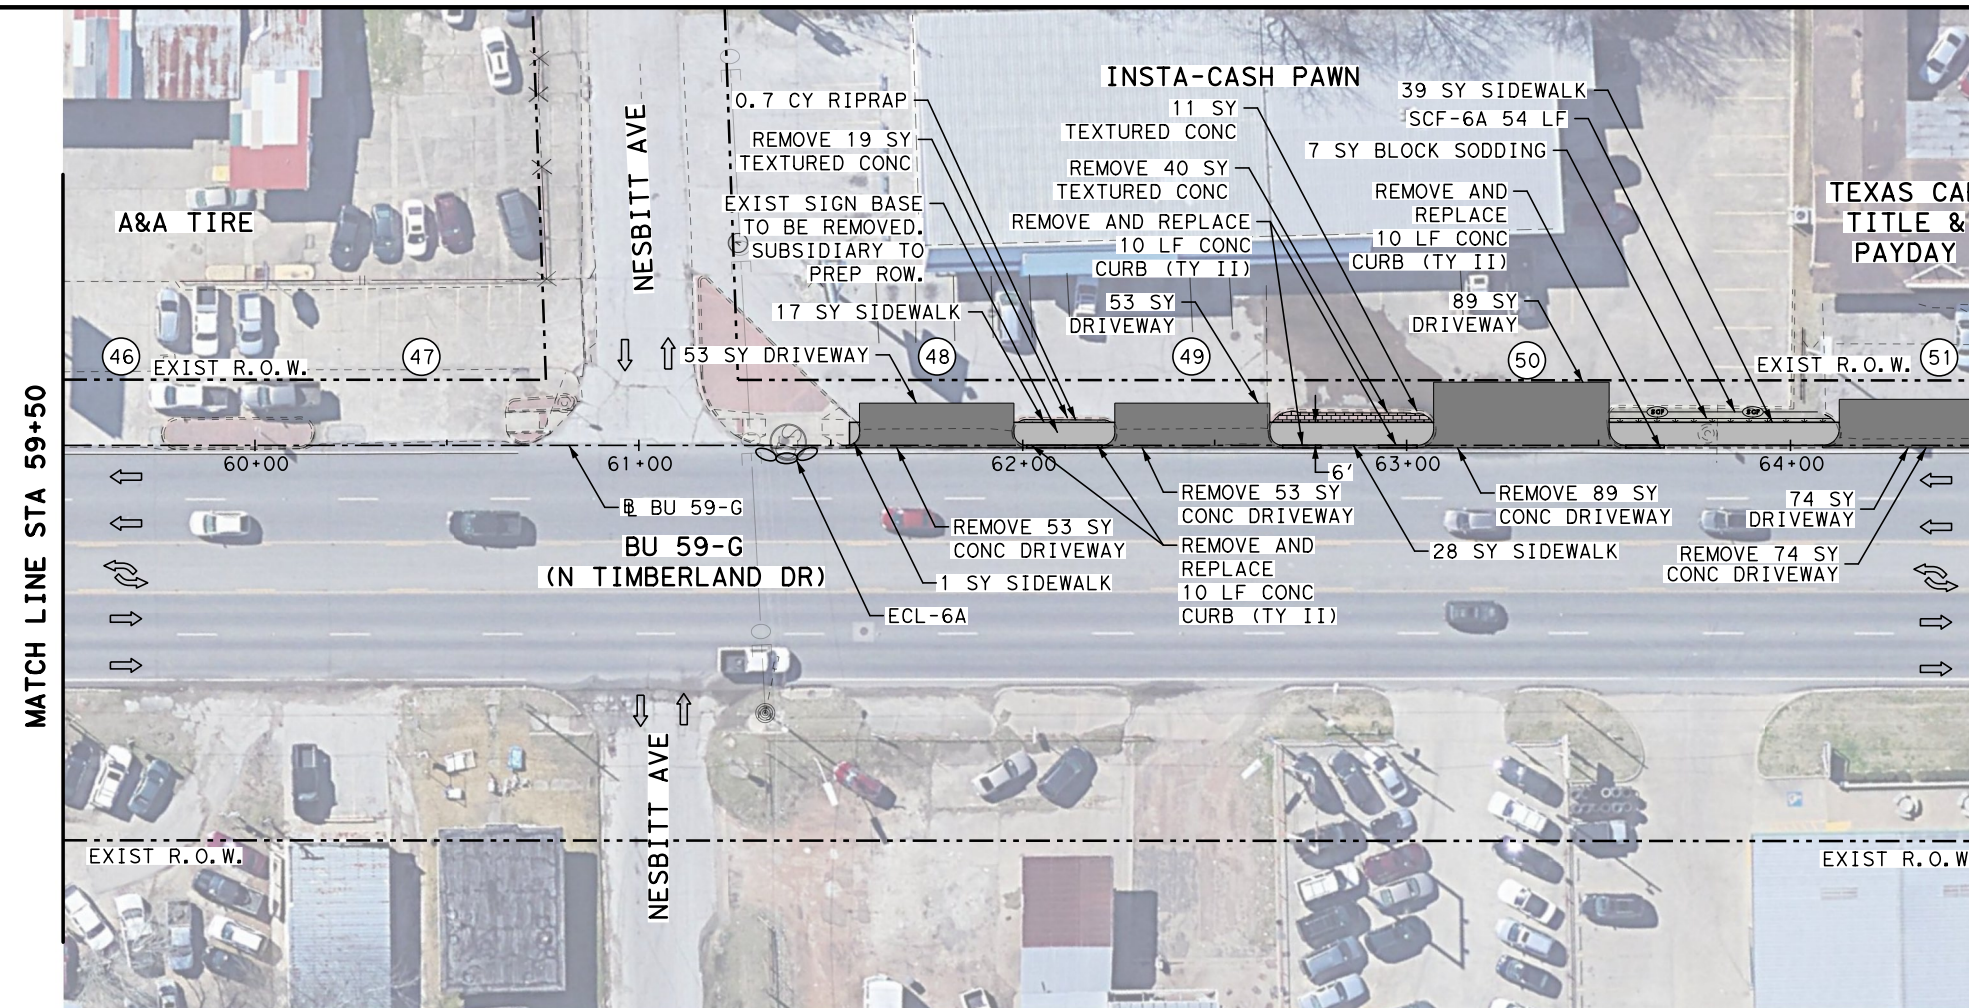 INSTA-CASH PAWN
0.7 CY RIPRAP
REMOVE 19 SY
TEXTURED CONC
EXIST SIGN BASE
TO BE REMOVED.
SUBSIDIARY TO
PREP ROW.
17 SY SIDEWALK
53 SY DRIVEWAY
11 SY
TEXTURED CONC
REMOVE 40 SY
TEXTURED CONC
REMOVE AND REPLACE
10 LF CONC
CURB (TY II)
53 SY
DRIVEWAY
39 SY SIDEWALK
SCF-6A 54 LF
7 SY BLOCK SODDING
REMOVE AND
REPLACE
10 LF CONC
CURB (TY II)
89 SY
DRIVEWAY
TEXAS CA
TITLE &
PAYDAY
A&A TIRE
NESBITT AVE
46
47
48
49
50
51
EXIST R.O.W.
EXIST R.O.W.
SCF
SCF
MATCH LINE STA 59+50
60+00
61+00
62+00
63+00
64+00
6'
BL BU 59-G
BU 59-G
(N TIMBERLAND DR)
REMOVE 53 SY
CONC DRIVEWAY
1 SY SIDEWALK
ECL-6A
REMOVE 53 SY
CONC DRIVEWAY
REMOVE AND
REPLACE
10 LF CONC
CURB (TY II)
28 SY SIDEWALK
REMOVE 89 SY
CONC DRIVEWAY
74 SY
DRIVEWAY
REMOVE 74 SY
CONC DRIVEWAY
NESBITT AVE
EXIST R.O.W.
EXIST R.O.W